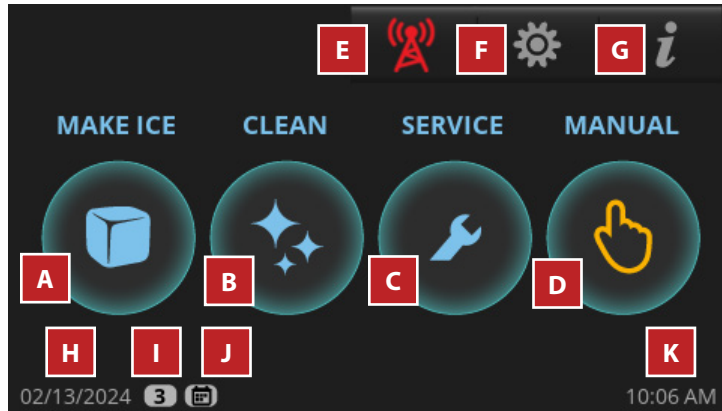 E F G i
MAKE ICE CLEAN SERVICE MANUAL
A B C D
H I J K
02/13/2024 3 10:06 AM